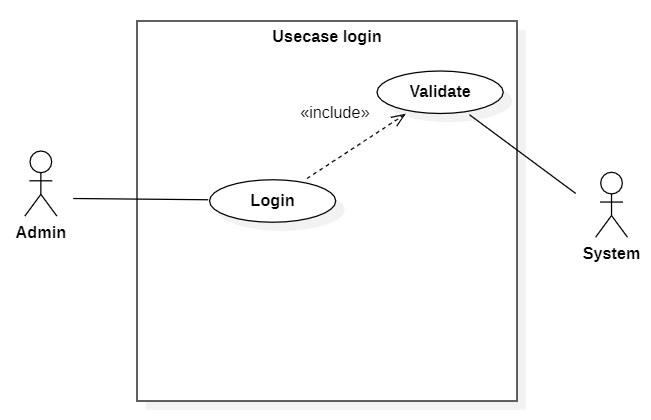 Usecase login
Validate
«include»
Login
Admin
System